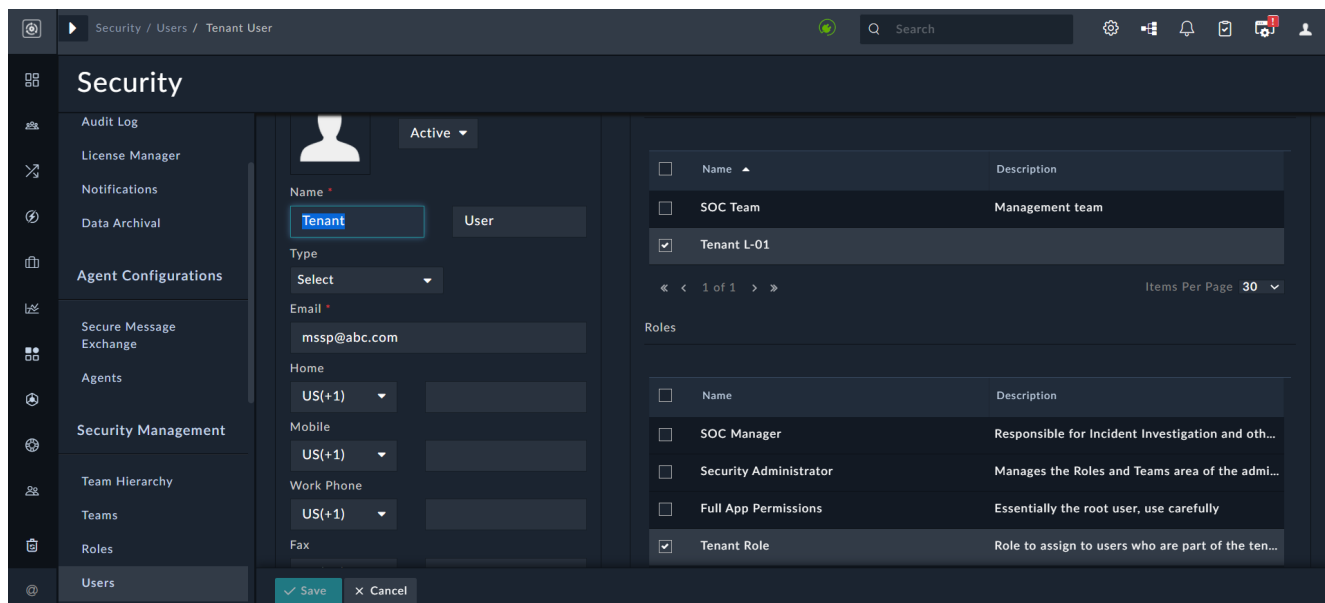 Security / Users / Tenant User
Search
!
Security
Audit Log
License Manager
Notifications
Data Archival
Agent Configurations
Secure Message
Exchange
Agents
Security Management
Team Hierarchy
Teams
Roles
Users
@
Active
Name *
Tenant
User
Type
Select
Email *
mssp@abc.com
Home
US(+1)
Mobile
US(+1)
Work Phone
US(+1)
Fax
Save
Cancel
Name
Description
SOC Team
Management team
Tenant L-01
1 of 1
Items Per Page 30
Roles
Name
Description
SOC Manager
Responsible for Incident Investigation and oth...
Security Administrator
Manages the Roles and Teams area of the admi...
Full App Permissions
Essentially the root user, use carefully
Tenant Role
Role to assign to users who are part of the ten...